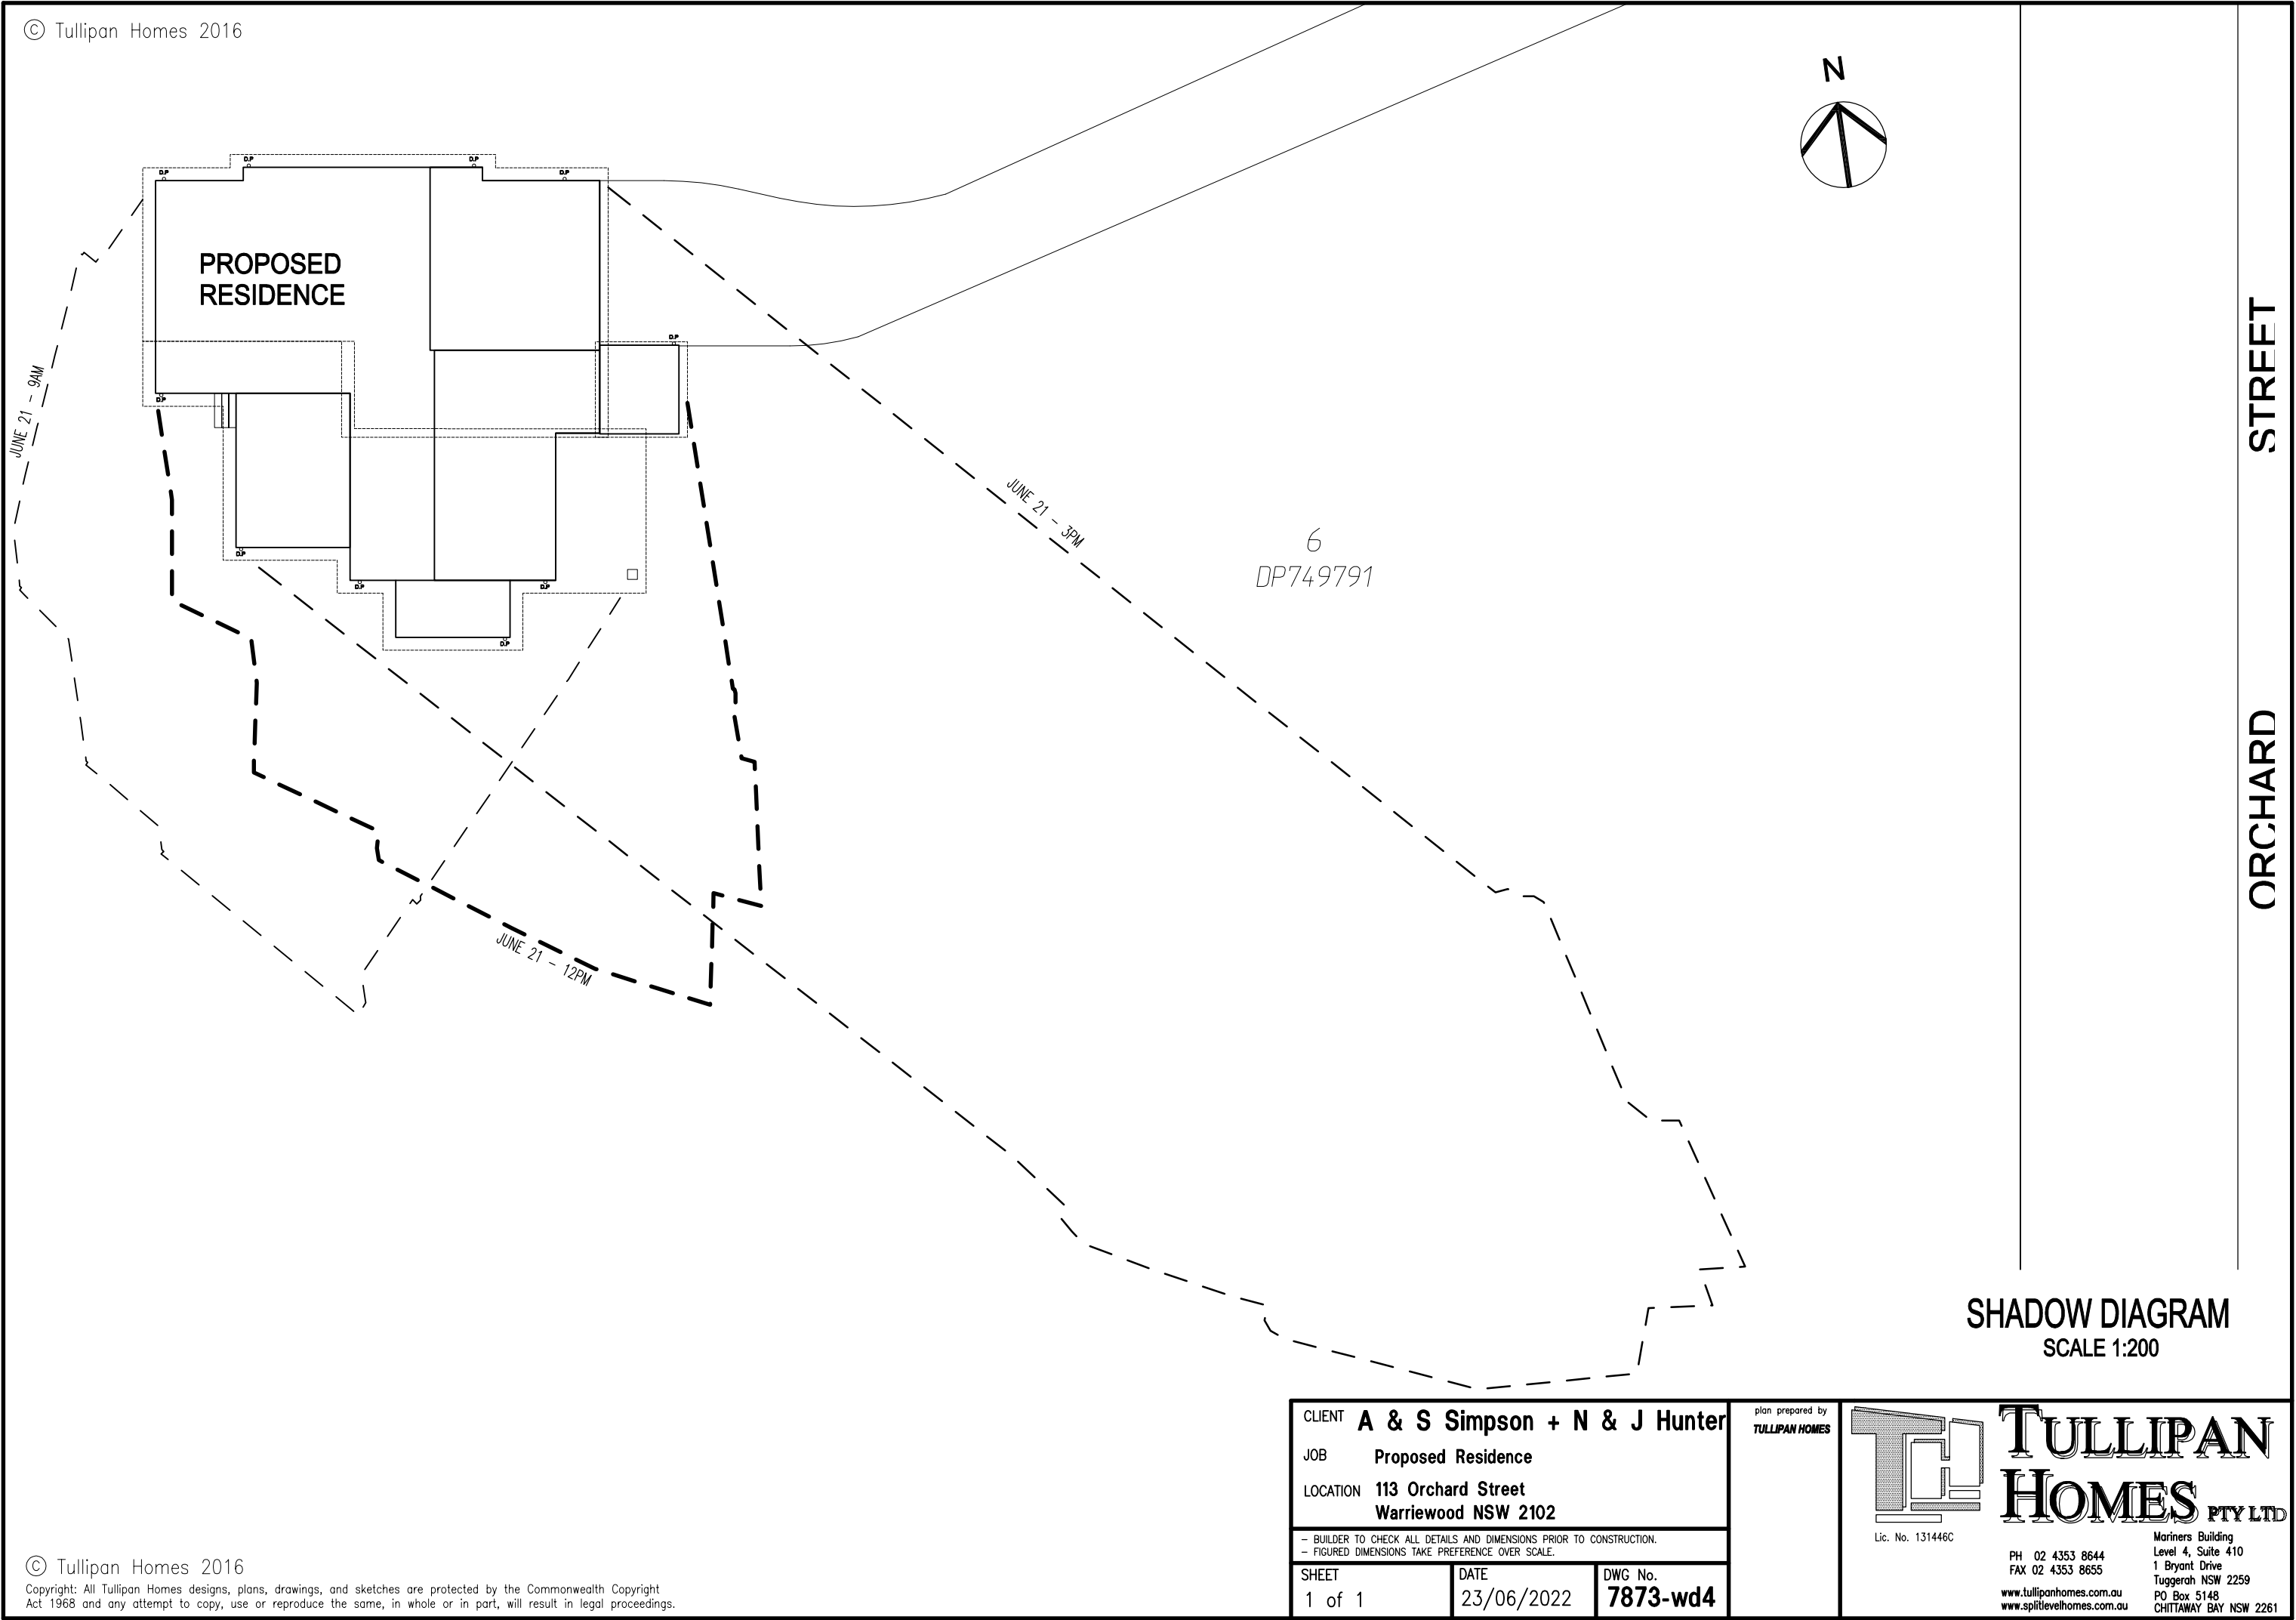 © Tullipan Homes 2016
N
D.P
D.P
D.P
D.P
PROPOSED
RESIDENCE
D.P
D.P
D.P
D.P
D.P
D.P
JUNE 21 - 9AM
JUNE 21 - 3PM
JUNE 21 - 12PM
6
DP749791
STREET
ORCHARD
SHADOW DIAGRAM
SCALE 1:200
CLIENT A & S Simpson + N & J Hunter
JOB Proposed Residence
LOCATION 113 Orchard Street
Warriewood NSW 2102
- BUILDER TO CHECK ALL DETAILS AND DIMENSIONS PRIOR TO CONSTRUCTION.
- FIGURED DIMENSIONS TAKE PREFERENCE OVER SCALE.
SHEET
1 of 1
DATE
23/06/2022
DWG No.
7873-wd4
plan prepared by
TULLIPAN HOMES
Lic. No. 131446C
TULLIPAN
HOMES PTY LTD
PH 02 4353 8644
FAX 02 4353 8655
www.tullipanhomes.com.au
www.splitlevelhomes.com.au
Mariners Building
Level 4, Suite 410
1 Bryant Drive
Tuggerah NSW 2259
PO Box 5148
CHITTAWAY BAY NSW 2261
© Tullipan Homes 2016
Copyright: All Tullipan Homes designs, plans, drawings, and sketches are protected by the Commonwealth Copyright
Act 1968 and any attempt to copy, use or reproduce the same, in whole or in part, will result in legal proceedings.